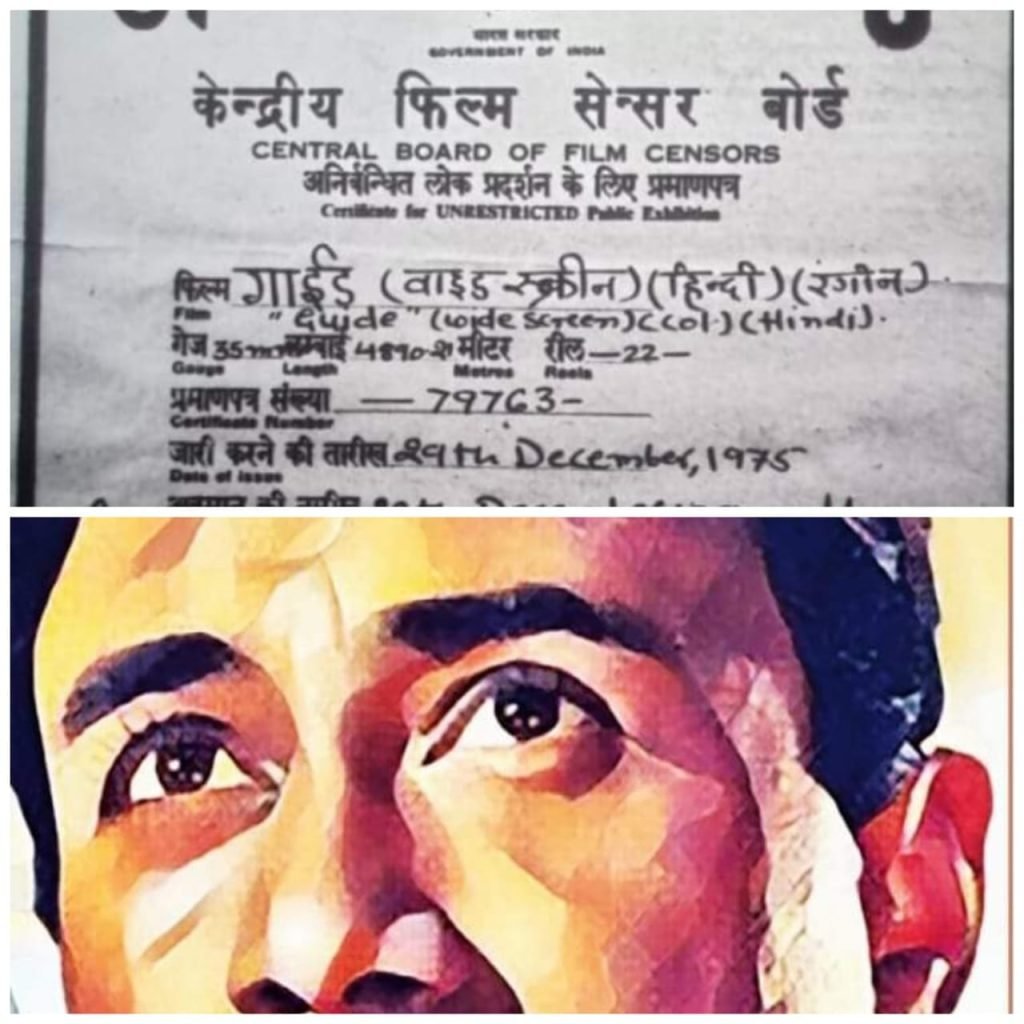 भारत सरकार
GOVERNMENT OF INDIA
केन्द्रीय फिल्म सेन्सर बोर्ड
CENTRAL BOARD OF FILM CENSORS
अनिर्बन्धित लोक प्रदर्शन के लिए प्रमाणपत्र
Certificate for UNRESTRICTED Public Exhibition
फिल्म गाईड (वाइड स्क्रीन) (हिन्दी) (रंगीन).
Film "Guide" (wide screen) (Col.) (Hindi).
गेज 35mm लम्बाई 4890.21 मीटर रील —22—
Gauge Length Metres Reels
प्रमाणपत्र संख्या — 79763-
Certificate Number
जारी करने की तारीख 29th December, 1975
Date of issue